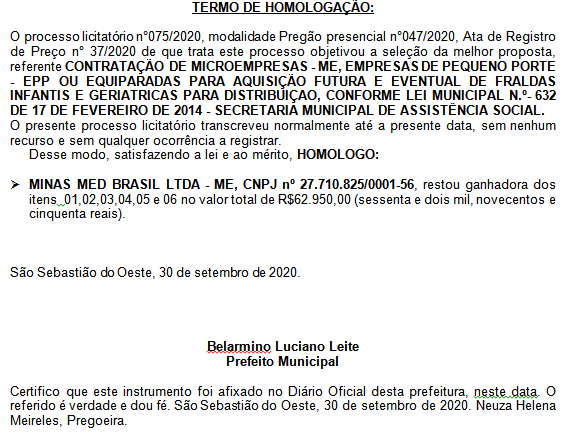 TERMO DE HOMOLOGAÇÃO:
O processo licitatório n°075/2020, modalidade Pregão presencial n°047/2020, Ata de Registro
de Preço n° 37/2020 de que trata este processo objetivou a seleção da melhor proposta,
referente CONTRATAÇÃO DE MICROEMPRESAS - ME, EMPRESAS DE PEQUENO PORTE
- EPP OU EQUIPARADAS PARA AQUISIÇÃO FUTURA E EVENTUAL DE FRALDAS
INFANTIS E GERIATRICAS PARA DISTRIBUIÇAO, CONFORME LEI MUNICIPAL N.º- 632
DE 17 DE FEVEREIRO DE 2014 - SECRETARIA MUNICIPAL DE ASSISTÊNCIA SOCIAL.
O presente processo licitatório transcreveu normalmente até a presente data, sem nenhum
recurso e sem qualquer ocorrência a registrar.
Desse modo, satisfazendo a lei e ao mérito, HOMOLOGO:
➢ MINAS MED BRASIL LTDA - ME, CNPJ nº 27.710.825/0001-56, restou ganhadora dos
itens 01,02,03,04,05 e 06 no valor total de R$62.950,00 (sessenta e dois mil, novecentos e
cinquenta reais).
São Sebastião do Oeste, 30 de setembro de 2020.
Belarmino Luciano Leite
Prefeito Municipal
Certifico que este instrumento foi afixado no Diário Oficial desta prefeitura, neste data. O
referido é verdade e dou fé. São Sebastião do Oeste, 30 de setembro de 2020. Neuza Helena
Meireles, Pregoeira.